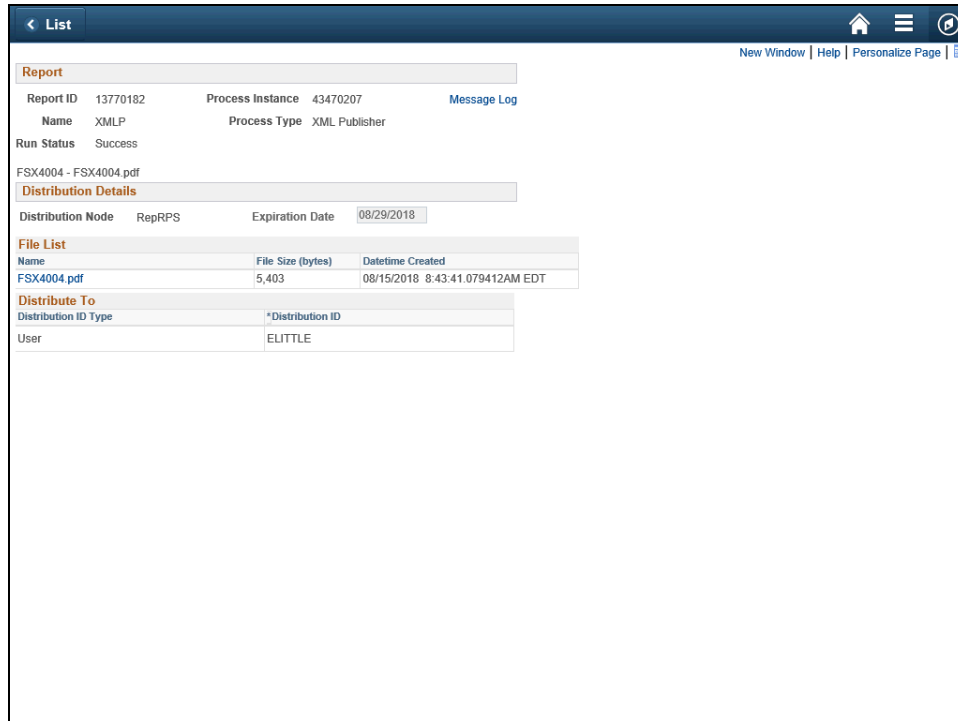 List
New Window | Help | Personalize Page |
Report
Report ID 13770182 Process Instance 43470207 Message Log
Name XMLP Process Type XML Publisher
Run Status Success
FSX4004 - FSX4004.pdf
Distribution Details
Distribution Node RepRPS Expiration Date 08/29/2018
File List
Name File Size (bytes) Datetime Created
FSX4004.pdf 5,403 08/15/2018 8:43:41.079412AM EDT
Distribute To
Distribution ID Type *Distribution ID
User ELITTLE